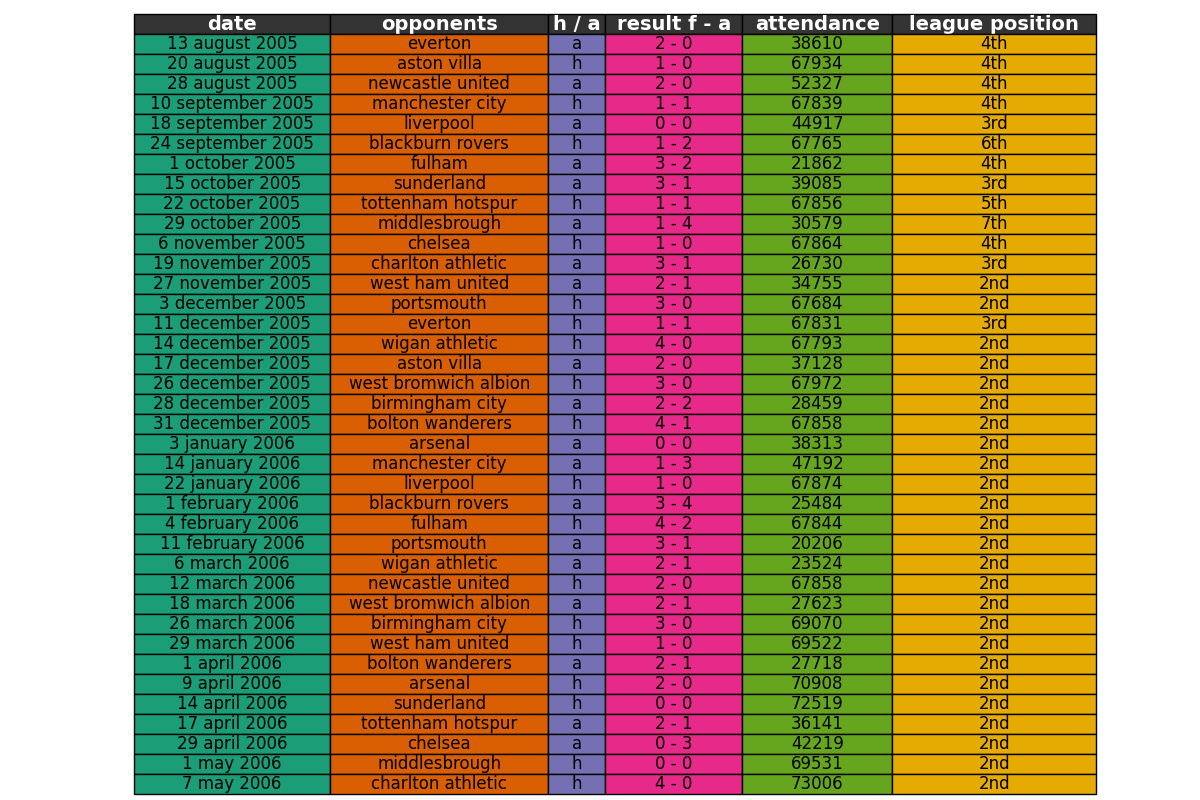 date opponents h / a result f - a attendance league position
13 august 2005 everton a 2 - 0 38610 4th
20 august 2005 aston villa h 1 - 0 67934 4th
28 august 2005 newcastle united a 2 - 0 52327 4th
10 september 2005 manchester city h 1 - 1 67839 4th
18 september 2005 liverpool a 0 - 0 44917 3rd
24 september 2005 blackburn rovers h 1 - 2 67765 6th
1 october 2005 fulham a 3 - 2 21862 4th
15 october 2005 sunderland a 3 - 1 39085 3rd
22 october 2005 tottenham hotspur h 1 - 1 67856 5th
29 october 2005 middlesbrough a 1 - 4 30579 7th
6 november 2005 chelsea h 1 - 0 67864 4th
19 november 2005 charlton athletic a 3 - 1 26730 3rd
27 november 2005 west ham united a 2 - 1 34755 2nd
3 december 2005 portsmouth h 3 - 0 67684 2nd
11 december 2005 everton h 1 - 1 67831 3rd
14 december 2005 wigan athletic h 4 - 0 67793 2nd
17 december 2005 aston villa a 2 - 0 37128 2nd
26 december 2005 west bromwich albion h 3 - 0 67972 2nd
28 december 2005 birmingham city a 2 - 2 28459 2nd
31 december 2005 bolton wanderers h 4 - 1 67858 2nd
3 january 2006 arsenal a 0 - 0 38313 2nd
14 january 2006 manchester city a 1 - 3 47192 2nd
22 january 2006 liverpool h 1 - 0 67874 2nd
1 february 2006 blackburn rovers a 3 - 4 25484 2nd
4 february 2006 fulham h 4 - 2 67844 2nd
11 february 2006 portsmouth a 3 - 1 20206 2nd
6 march 2006 wigan athletic a 2 - 1 23524 2nd
12 march 2006 newcastle united h 2 - 0 67858 2nd
18 march 2006 west bromwich albion a 2 - 1 27623 2nd
26 march 2006 birmingham city h 3 - 0 69070 2nd
29 march 2006 west ham united h 1 - 0 69522 2nd
1 april 2006 bolton wanderers a 2 - 1 27718 2nd
9 april 2006 arsenal h 2 - 0 70908 2nd
14 april 2006 sunderland h 0 - 0 72519 2nd
17 april 2006 tottenham hotspur a 2 - 1 36141 2nd
29 april 2006 chelsea a 0 - 3 42219 2nd
1 may 2006 middlesbrough h 0 - 0 69531 2nd
7 may 2006 charlton athletic h 4 - 0 73006 2nd